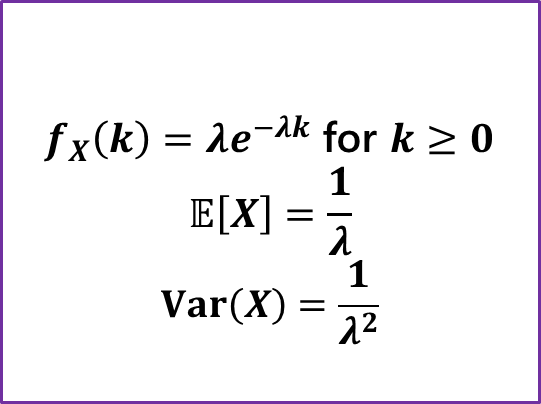 f_X(k) = λe^{−λk} for k ≥ 0
𝔼[X] = 1/λ
Var(X) = 1/λ²